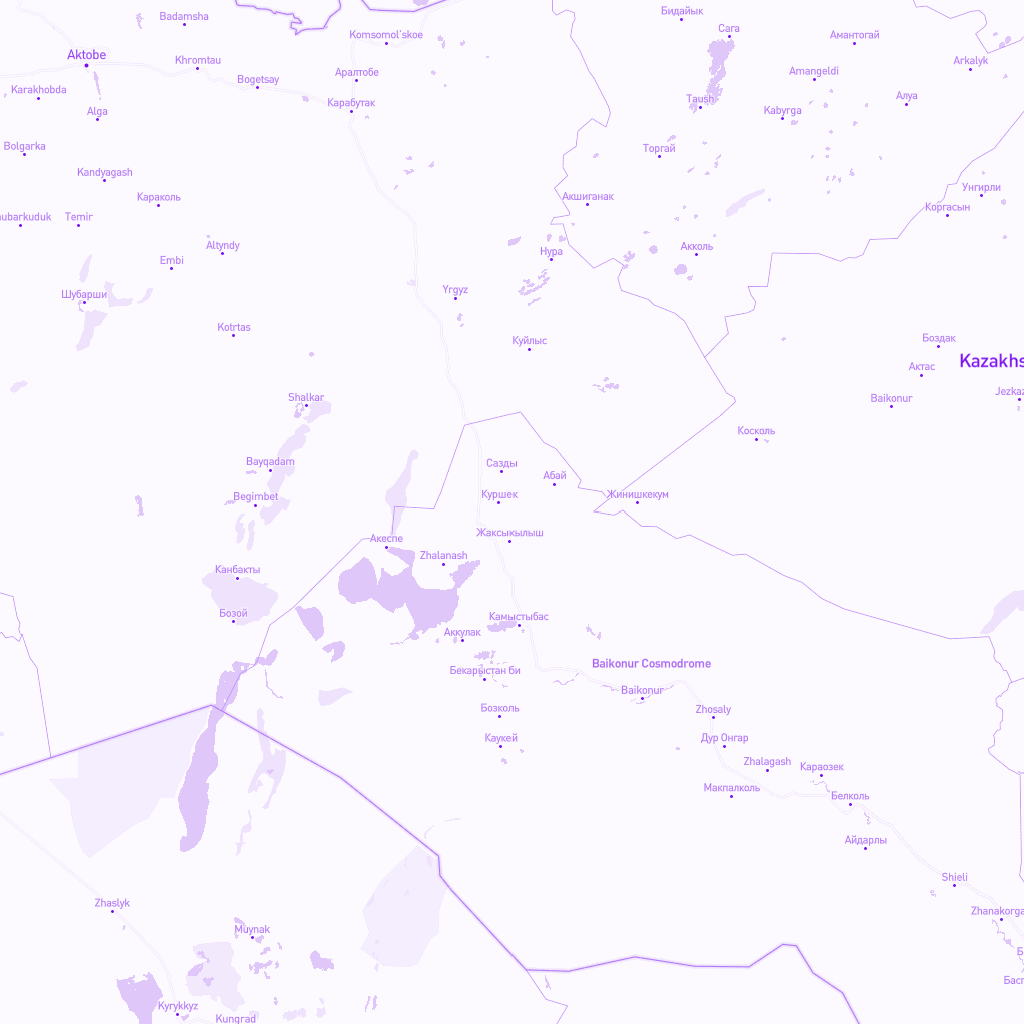 Бидайык
Badamsha
Сага
Komsomol'skoe
Амантогай
Aktobe
Khromtau
Arkalyk
Аралтобе
Amangeldi
Bogetsay
Karakhobda
Алуа
Taush
Карабутак
Alga
Kabyrga
Bolgarka
Торгай
Kandyagash
Унгирли
Караколь
Акшиганак
Коргасын
ubarkuduk
Temir
Altyndy
Акколь
Нура
Embi
Yrgyz
Шубарши
Kotrtas
Куйлыс
Боздак
Kazakhs
Актас
Jezkaz
Shalkar
Baikonur
Косколь
Bayqadam
Сазды
Абай
Begimbet
Куршек
Жинишкекум
Жаксыкылыш
Акеспе
Zhalanash
Канбакты
Бозой
Камыстыбас
Аккулак
Baikonur Cosmodrome
Бекарыстан Би
Baikonur
Бозколь
Zhosaly
Каукей
Дур Онгар
Zhalagash
Караозек
Макпалколь
Белколь
Айдарлы
Shieli
Zhaslyk
Zhanakorga
Muynak
Б
Басп
Kyrykkyz
Kungrad